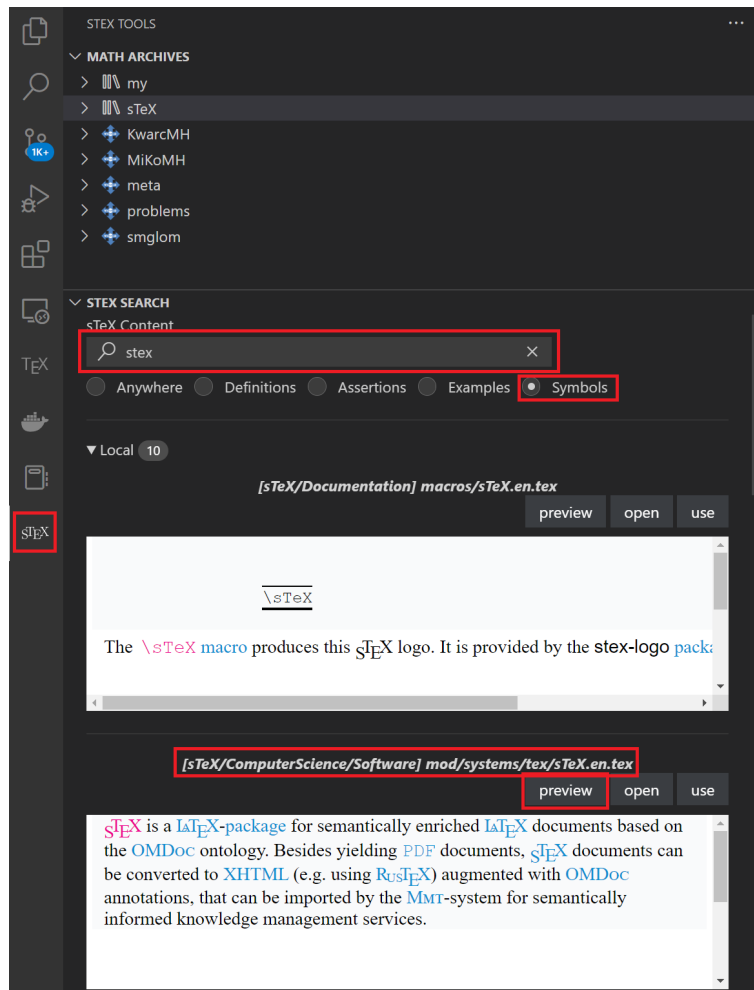 STEX TOOLS ...
MATH ARCHIVES
my
sTeX
KwarcMH
MiKoMH
meta
problems
smglom
1K+
TEX
sTEX
STEX SEARCH
sTeX Content
stex
Anywhere Definitions Assertions Examples Symbols
Local 10
[sTeX/Documentation] macros/sTeX.en.tex
preview open use
\sTeX
The \sTeX macro produces this sTEX logo. It is provided by the stex-logo packa
[sTeX/ComputerScience/Software] mod/systems/tex/sTeX.en.tex
preview open use
sTEX is a LATEX-package for semantically enriched LATEX documents based on
the OMDoc ontology. Besides yielding PDF documents, sTEX documents can
be converted to XHTML (e.g. using RusTEX) augmented with OMDoc
annotations, that can be imported by the Mmt-system for semantically
informed knowledge management services.